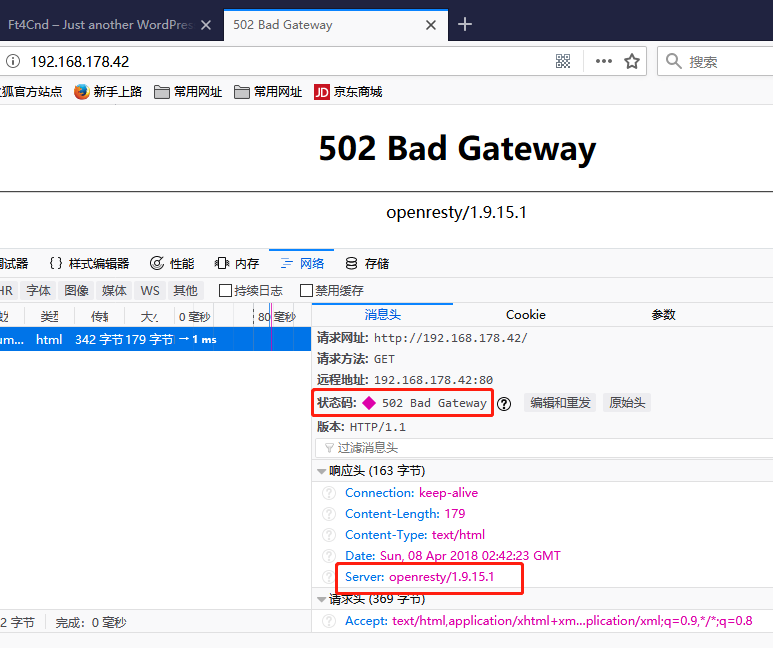 Ft4Cnd – Just another WordPres
502 Bad Gateway
192.168.178.42
搜索
狐官方站点 新手上路 常用网址 常用网址 JD 京东商城
502 Bad Gateway
openresty/1.9.15.1
试器 {} 样式编辑器 性能 内存 网络 存储
HR 字体 图像 媒体 WS 其他 持续日志 禁用缓存
类型 传输 大小 0 毫秒 80 毫秒
消息头 Cookie 参数
um... html 342 字节 179 字节 → 1 ms
请求网址: http://192.168.178.42/
请求方法: GET
远程地址: 192.168.178.42:80
状态码: 502 Bad Gateway ? 编辑和重发 原始头
版本: HTTP/1.1
过滤消息头
响应头 (163 字节)
? Connection: keep-alive
? Content-Length: 179
? Content-Type: text/html
? Date: Sun, 08 Apr 2018 02:42:23 GMT
? Server: openresty/1.9.15.1
请求头 (369 字节)
? Accept: text/html,application/xhtml+xm...plication/xml;q=0.9,*/*;q=0.8
2 字节 完成: 0 毫秒